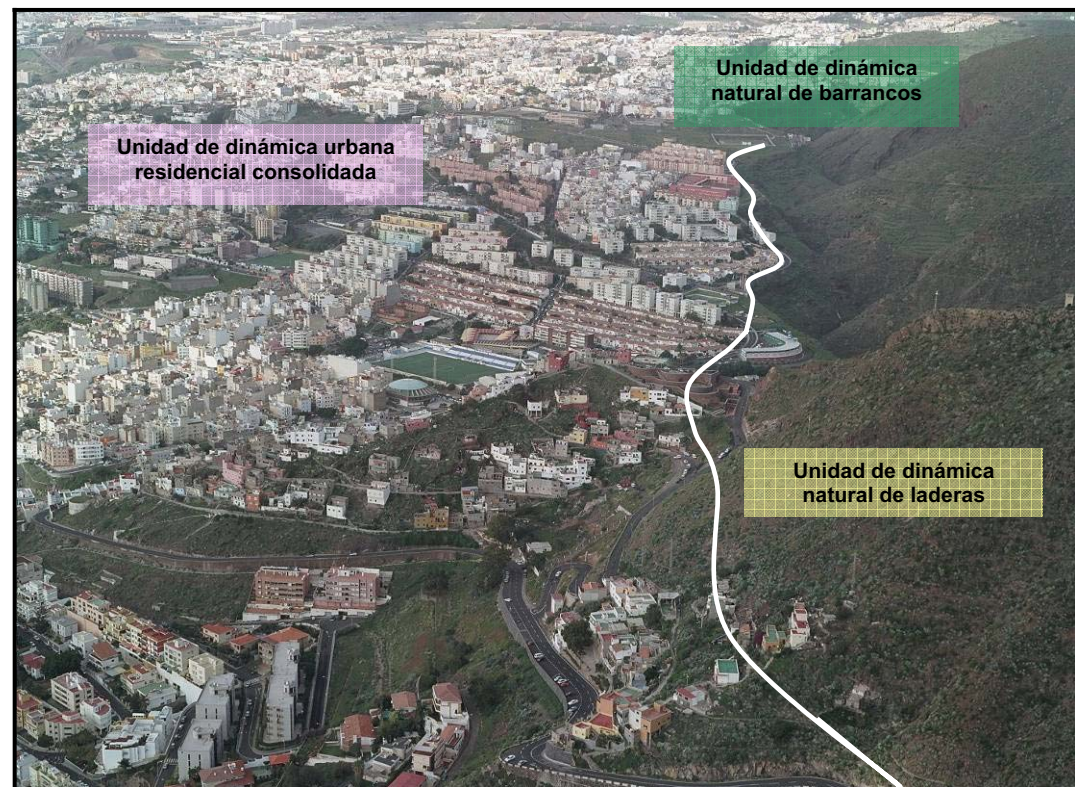 Unidad de dinámica
natural de barrancos
Unidad de dinámica urbana
residencial consolidada
Unidad de dinámica
natural de laderas